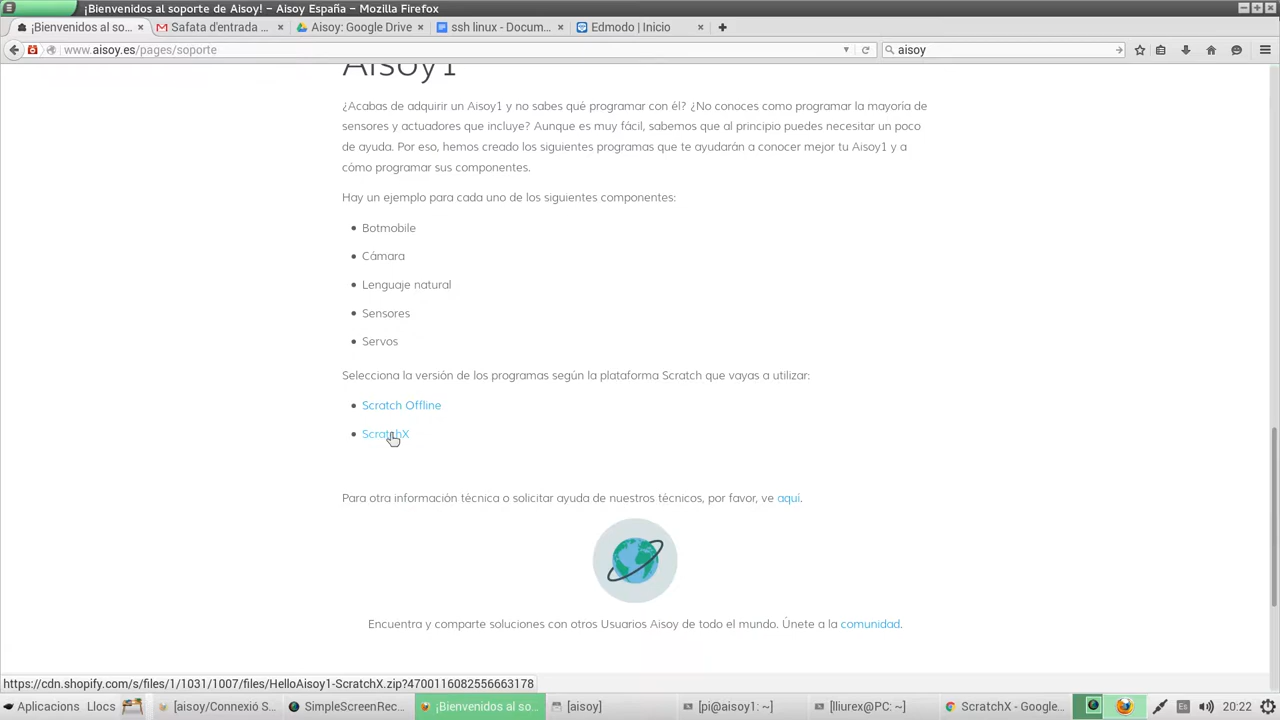 ¡Bienvenidos al soporte de Aisoy! – Aisoy España – Mozilla Firefox
¡Bienvenidos al so... ×
Safata d'entrada ... ×
Aisoy: Google Drive ×
ssh linux - Docum... ×
Edmodo | Inicio ×
www.aisoy.es/pages/soporte
aisoy
Aisoy1
¿Acabas de adquirir un Aisoy1 y no sabes qué programar con él? ¿No conoces como programar la mayoría de
sensores y actuadores que incluye? Aunque es muy fácil, sabemos que al principio puedes necesitar un poco
de ayuda. Por eso, hemos creado los siguientes programas que te ayudarán a conocer mejor tu Aisoy1 y a
cómo programar sus componentes.
Hay un ejemplo para cada uno de los siguientes componentes:
• Botmobile
• Cámara
• Lenguaje natural
• Sensores
• Servos
Selecciona la versión de los programas según la plataforma Scratch que vayas a utilizar:
• Scratch Offline
• ScratchX
Para otra información técnica o solicitar ayuda de nuestros técnicos, por favor, ve aquí.
Encuentra y comparte soluciones con otros Usuarios Aisoy de todo el mundo. Únete a la comunidad.
https://cdn.shopify.com/s/files/1/1031/1007/files/HelloAisoy1-ScratchX.zip?4700116082556663178
Aplicacions
Llocs
[aisoy/Connexió S...
SimpleScreenRec...
¡Bienvenidos al so...
[aisoy]
[pi@aisoy1: ~]
[lliurex@PC: ~]
ScratchX - Google...
Es
20:22